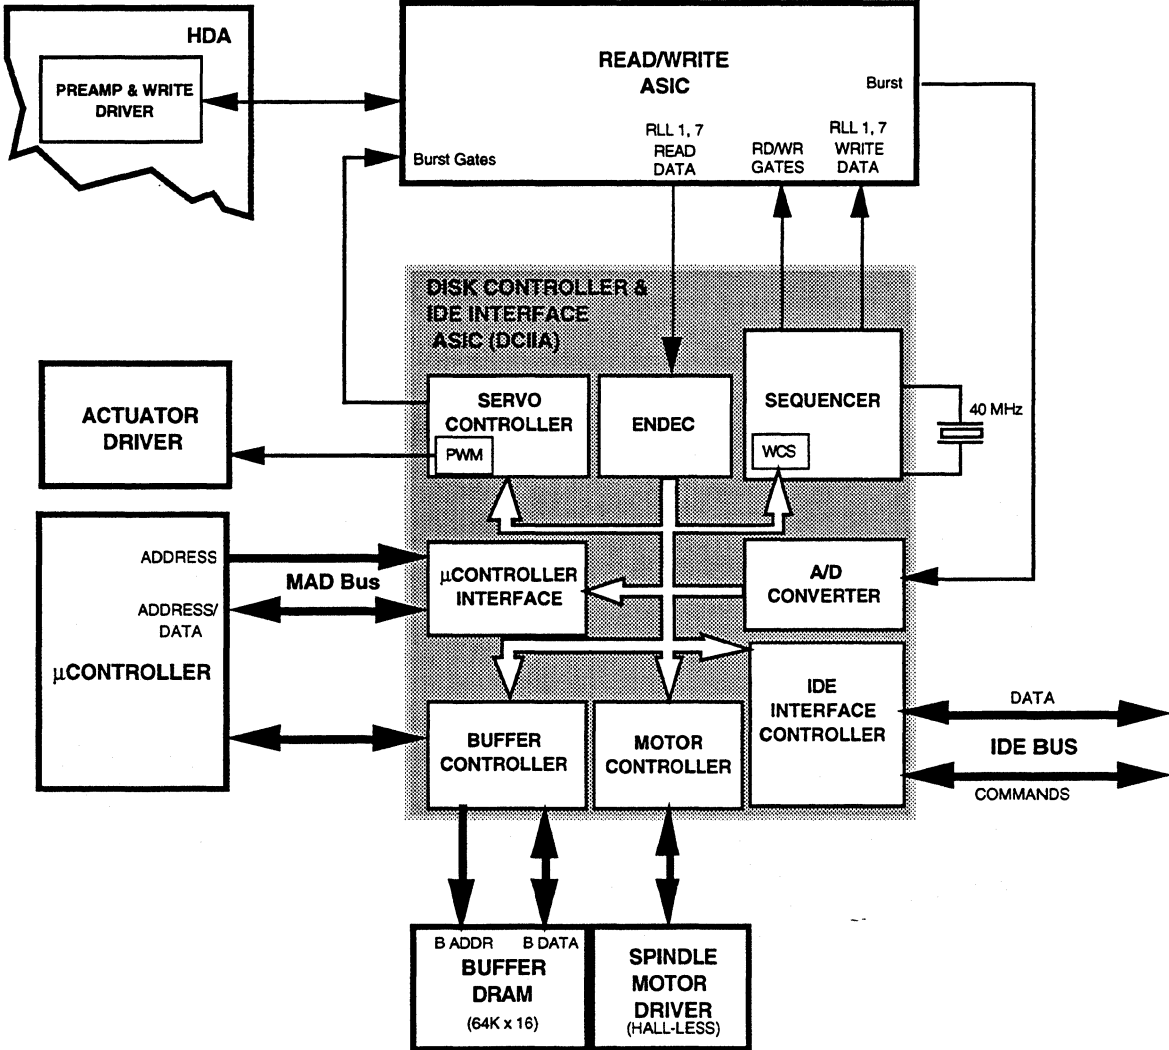 HDA
PREAMP & WRITE
DRIVER
READ/WRITE
ASIC
Burst
Burst Gates
RLL 1, 7
READ
DATA
RD/WR
GATES
RLL 1, 7
WRITE
DATA
DISK CONTROLLER &
IDE INTERFACE
ASIC (DCIIA)
ACTUATOR
DRIVER
SERVO
CONTROLLER
PWM
ENDEC
SEQUENCER
WCS
40 MHz
ADDRESS
MAD Bus
ADDRESS/
DATA
μCONTROLLER
μCONTROLLER
INTERFACE
A/D
CONVERTER
BUFFER
CONTROLLER
MOTOR
CONTROLLER
IDE
INTERFACE
CONTROLLER
DATA
IDE BUS
COMMANDS
B ADDR
B DATA
BUFFER
DRAM
(64K x 16)
SPINDLE
MOTOR
DRIVER
(HALL-LESS)